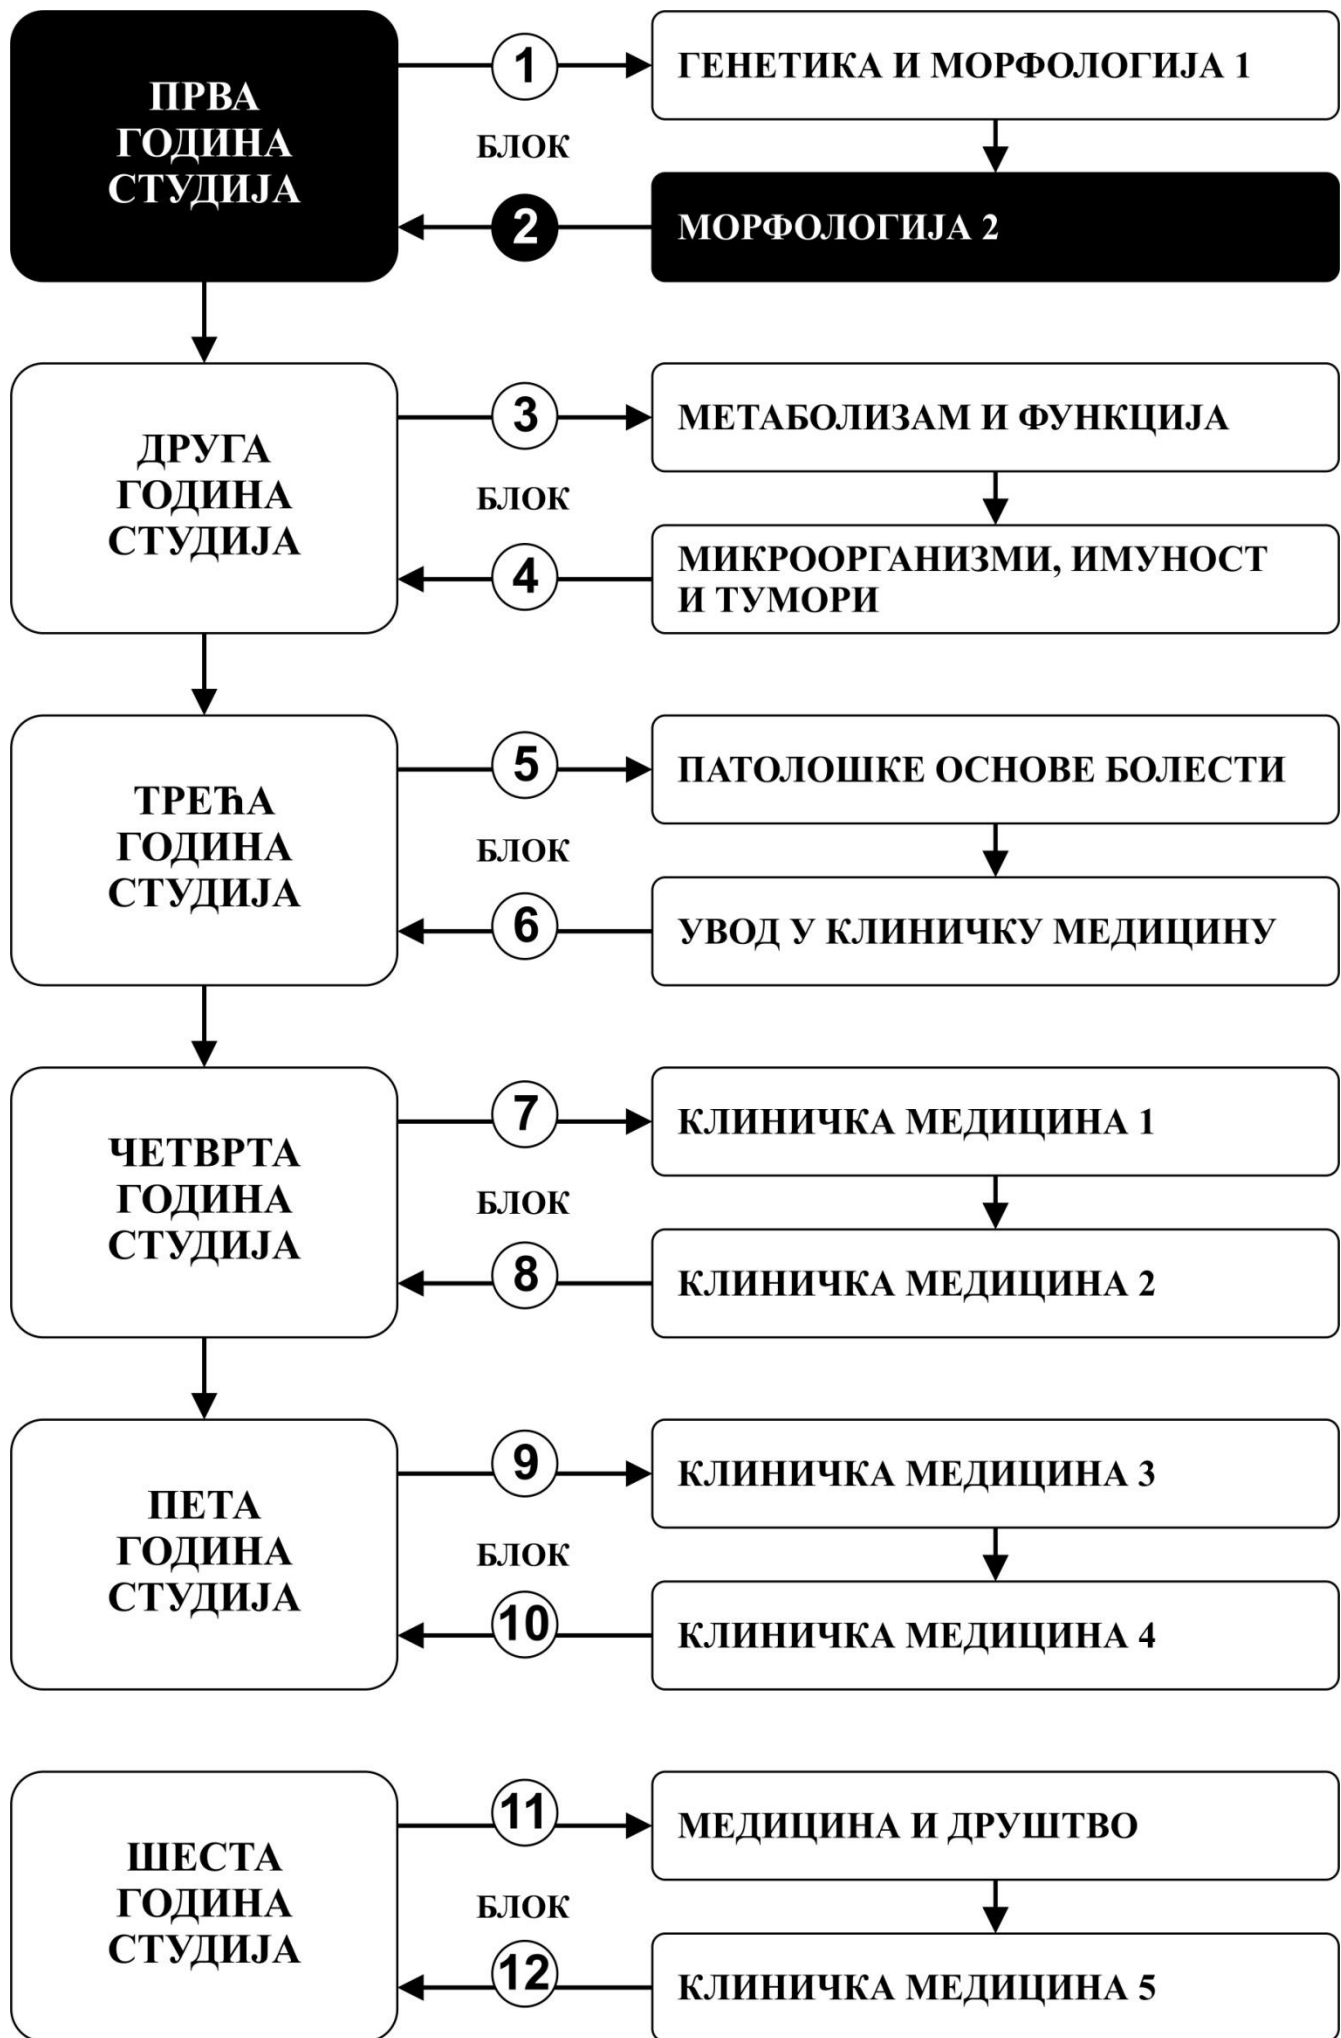 ПРВА
ГОДИНА
СТУДИЈА
1
БЛОК
2
ГЕНЕТИКА И МОРФОЛОГИЈА 1
МОРФОЛОГИЈА 2
ДРУГА
ГОДИНА
СТУДИЈА
3
БЛОК
4
МЕТАБОЛИЗАМ И ФУНКЦИЈА
МИКРООРГАНИЗМИ, ИМУНОСТ
И ТУМОРИ
ТРЕЋА
ГОДИНА
СТУДИЈА
5
БЛОК
6
ПАТОЛОШКЕ ОСНОВЕ БОЛЕСТИ
УВОД У КЛИНИЧКУ МЕДИЦИНУ
ЧЕТВРТА
ГОДИНА
СТУДИЈА
7
БЛОК
8
КЛИНИЧКА МЕДИЦИНА 1
КЛИНИЧКА МЕДИЦИНА 2
ПЕТА
ГОДИНА
СТУДИЈА
9
БЛОК
10
КЛИНИЧКА МЕДИЦИНА 3
КЛИНИЧКА МЕДИЦИНА 4
ШЕСТА
ГОДИНА
СТУДИЈА
11
БЛОК
12
МЕДИЦИНА И ДРУШТВО
КЛИНИЧКА МЕДИЦИНА 5